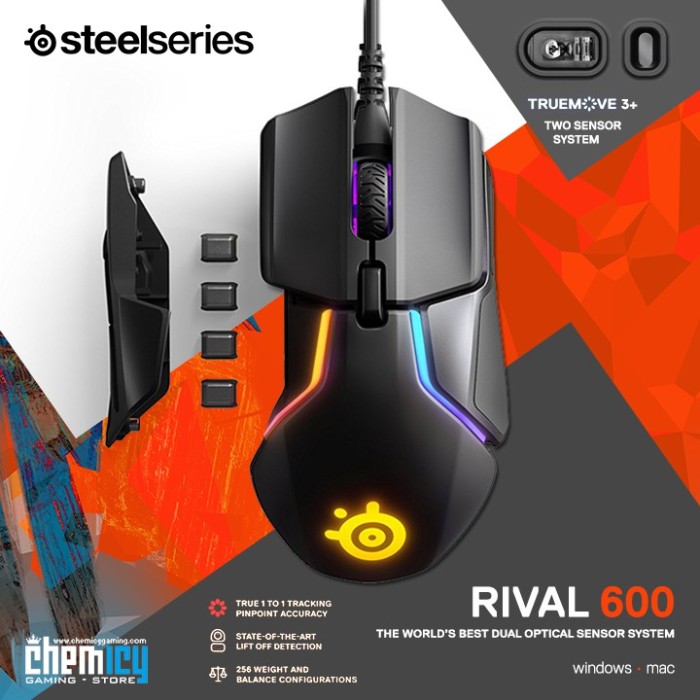 steelseries
TRUEMOVE 3+
TWO SENSOR
SYSTEM
TRUE 1 TO 1 TRACKING
PINPOINT ACCURACY
STATE-OF-THE-ART
LIFT OFF DETECTION
256 WEIGHT AND
BALANCE CONFIGURATIONS
RIVAL 600
THE WORLD'S BEST DUAL OPTICAL SENSOR SYSTEM
windows · mac
www.chemicygaming.com
chemicy
GAMING • STORE